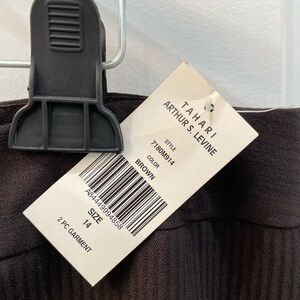 TAHARI
ARTHUR S. LEVINE
STYLE
7180M914
COLOR
BROWN
SIZE
14
2 PC GARMENT